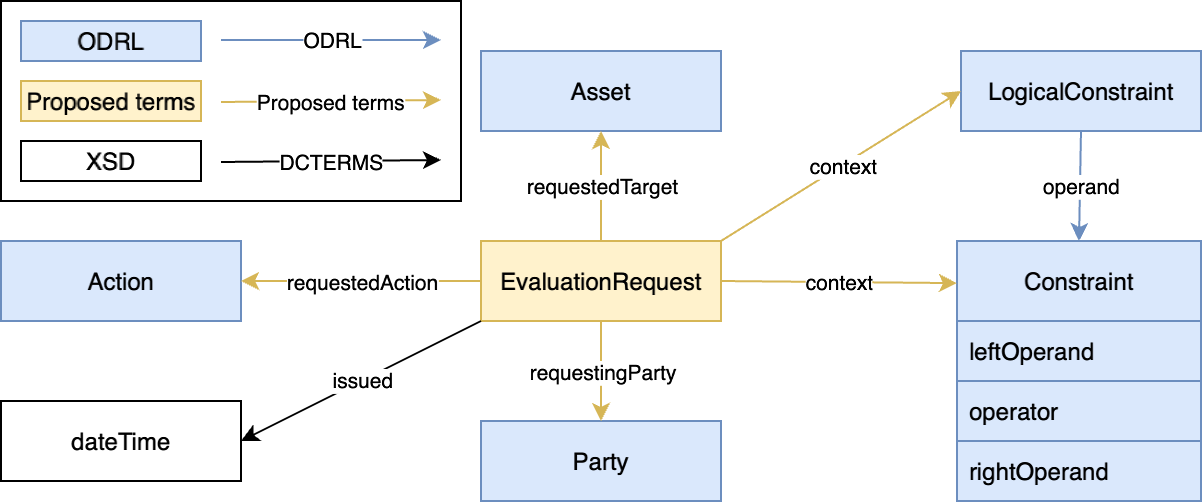 ODRL
ODRL
Proposed terms
Proposed terms
XSD
DCTERMS
Asset
LogicalConstraint
context
requestedTarget
operand
Action
requestedAction
EvaluationRequest
context
Constraint
leftOperand
issued
requestingParty
operator
dateTime
Party
rightOperand